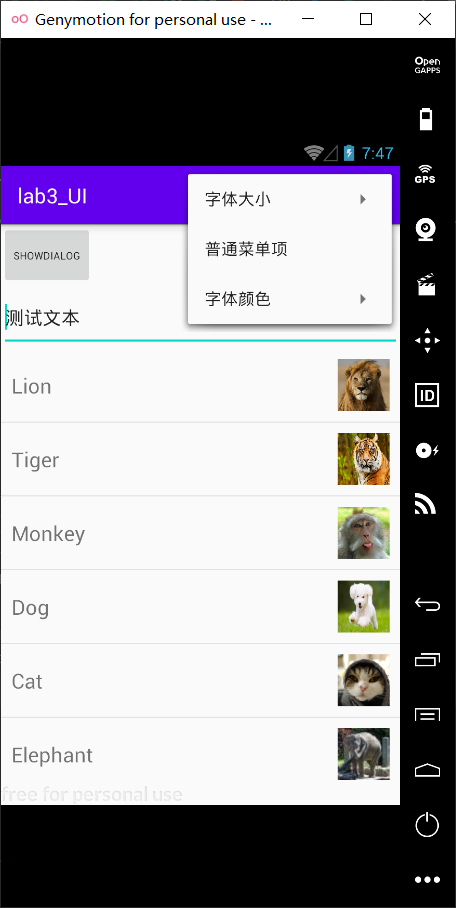 Genymotion for personal use - ...
Open
GAPPS
7:47
GPS
lab3_UI
字体大小
普通菜单项
字体颜色
SHOWDIALOG
测试文本
Lion
ID
Tiger
Monkey
Dog
Cat
Elephant
free for personal use